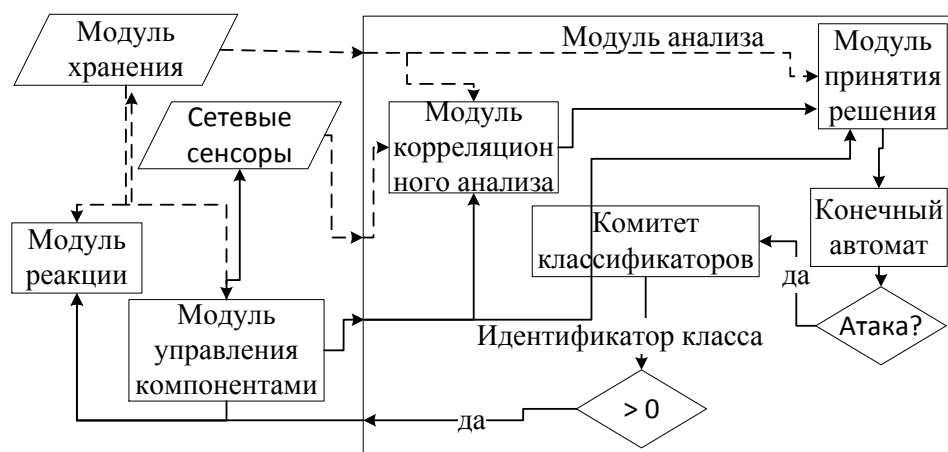 Модуль
хранения
Модуль анализа
Модуль
принятия
решения
Сетевые
сенсоры
Модуль
корреляцион
ного анализа
Модуль
реакции
Комитет
классификаторов
Конечный
автомат
да
Атака?
Модуль
управления
компонентами
Идентификатор класса
> 0
да